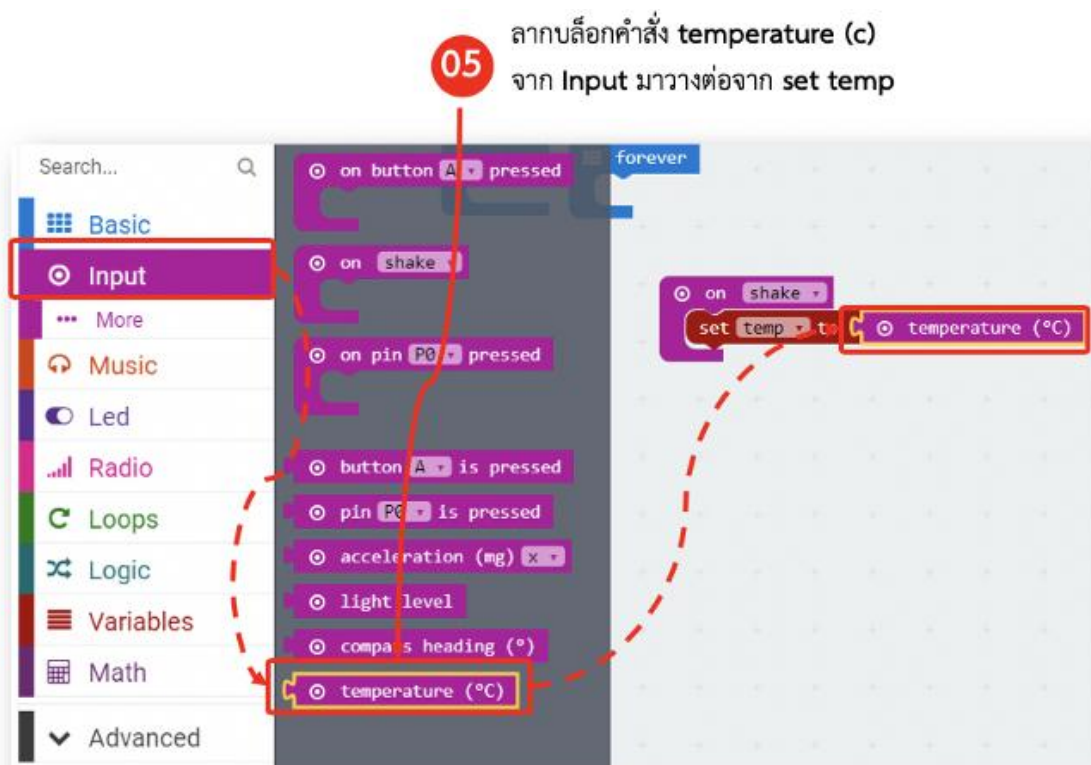 05
ลากบล็อกคำสั่ง temperature (c)
จาก Input มาวางต่อจาก set temp
Search...
Basic
Input
More
Music
Led
Radio
Loops
Logic
Variables
Math
Advanced
on button A pressed
on shake
on pin P0 pressed
button A is pressed
pin P0 is pressed
acceleration (mg) x
light level
compass heading (°)
temperature (°C)
forever
on shake
set temp to temperature (°C)